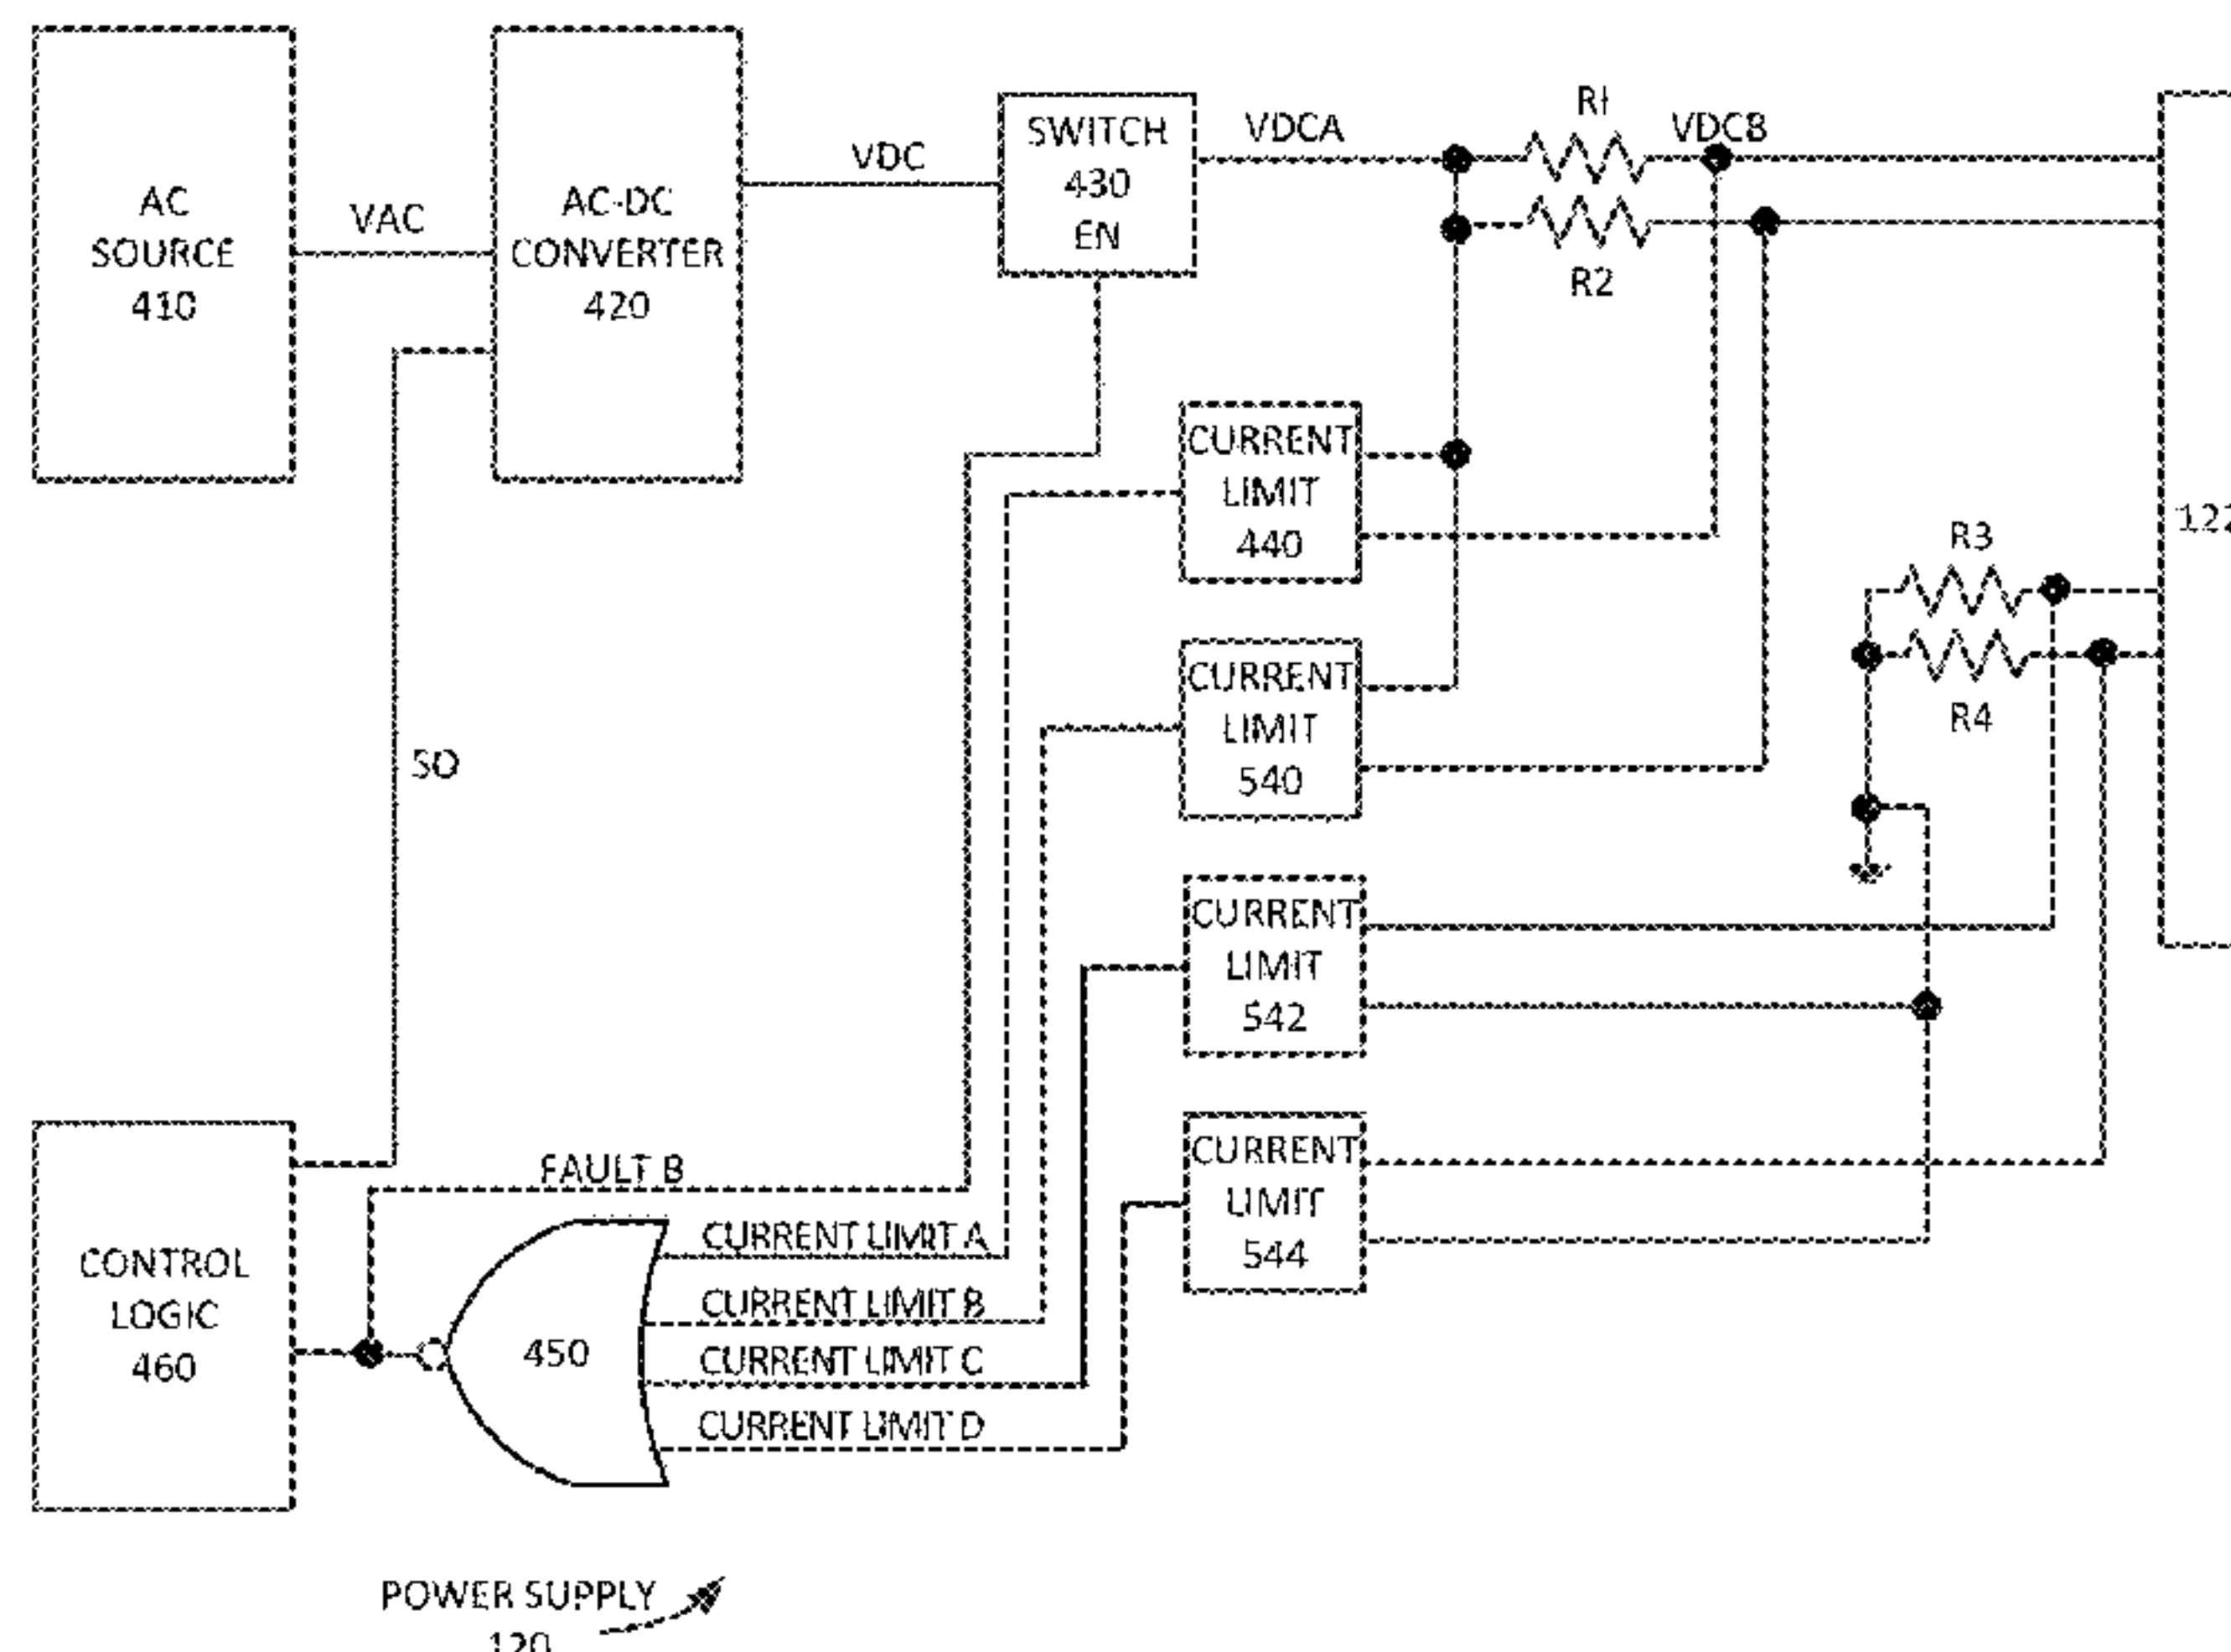 AC
SOURCE
410
VAC
AC-DC
CONVERTER
420
VDC
SWITCH
430
EN
VDCA
R1
VDCB
R2
CURRENT
LIMIT
440
CURRENT
LIMIT
540
CURRENT
LIMIT
542
CURRENT
LIMIT
544
R3
R4
122
SO
FAULT B
CONTROL
LOGIC
460
450
CURRENT LIMIT A
CURRENT LIMIT B
CURRENT LIMIT C
CURRENT LIMIT D
POWER SUPPLY
120